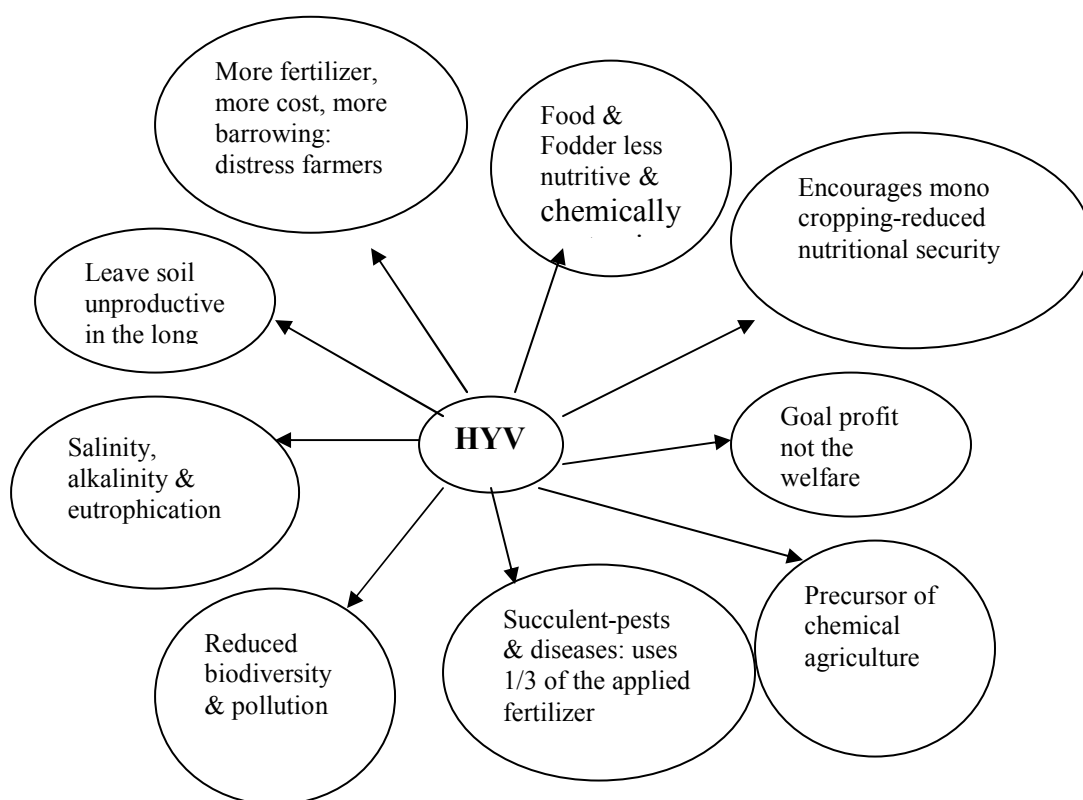 More fertilizer,
more cost, more
barrowing:
distress farmers
Food &
Fodder less
nutritive &
chemically
Encourages mono
cropping-reduced
nutritional security
Leave soil
unproductive
in the long
HYV
Goal profit
not the
welfare
Salinity,
alkalinity &
eutrophication
Precursor of
chemical
agriculture
Succulent-pests
& diseases: uses
1/3 of the applied
fertilizer
Reduced
biodiversity
& pollution